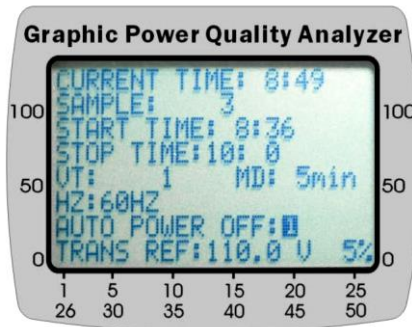 Graphic Power Quality Analyzer
CURRENT TIME: 8:49
SAMPLE: 3
100 100
START TIME: 8:36
STOP TIME:10: 0
VT: 1 MD: 5min
50 50
HZ:60HZ
AUTO POWER OFF:1
TRANS REF:110.0 V 5%
0 0
1 5 10 15 20 25
26 30 35 40 45 50